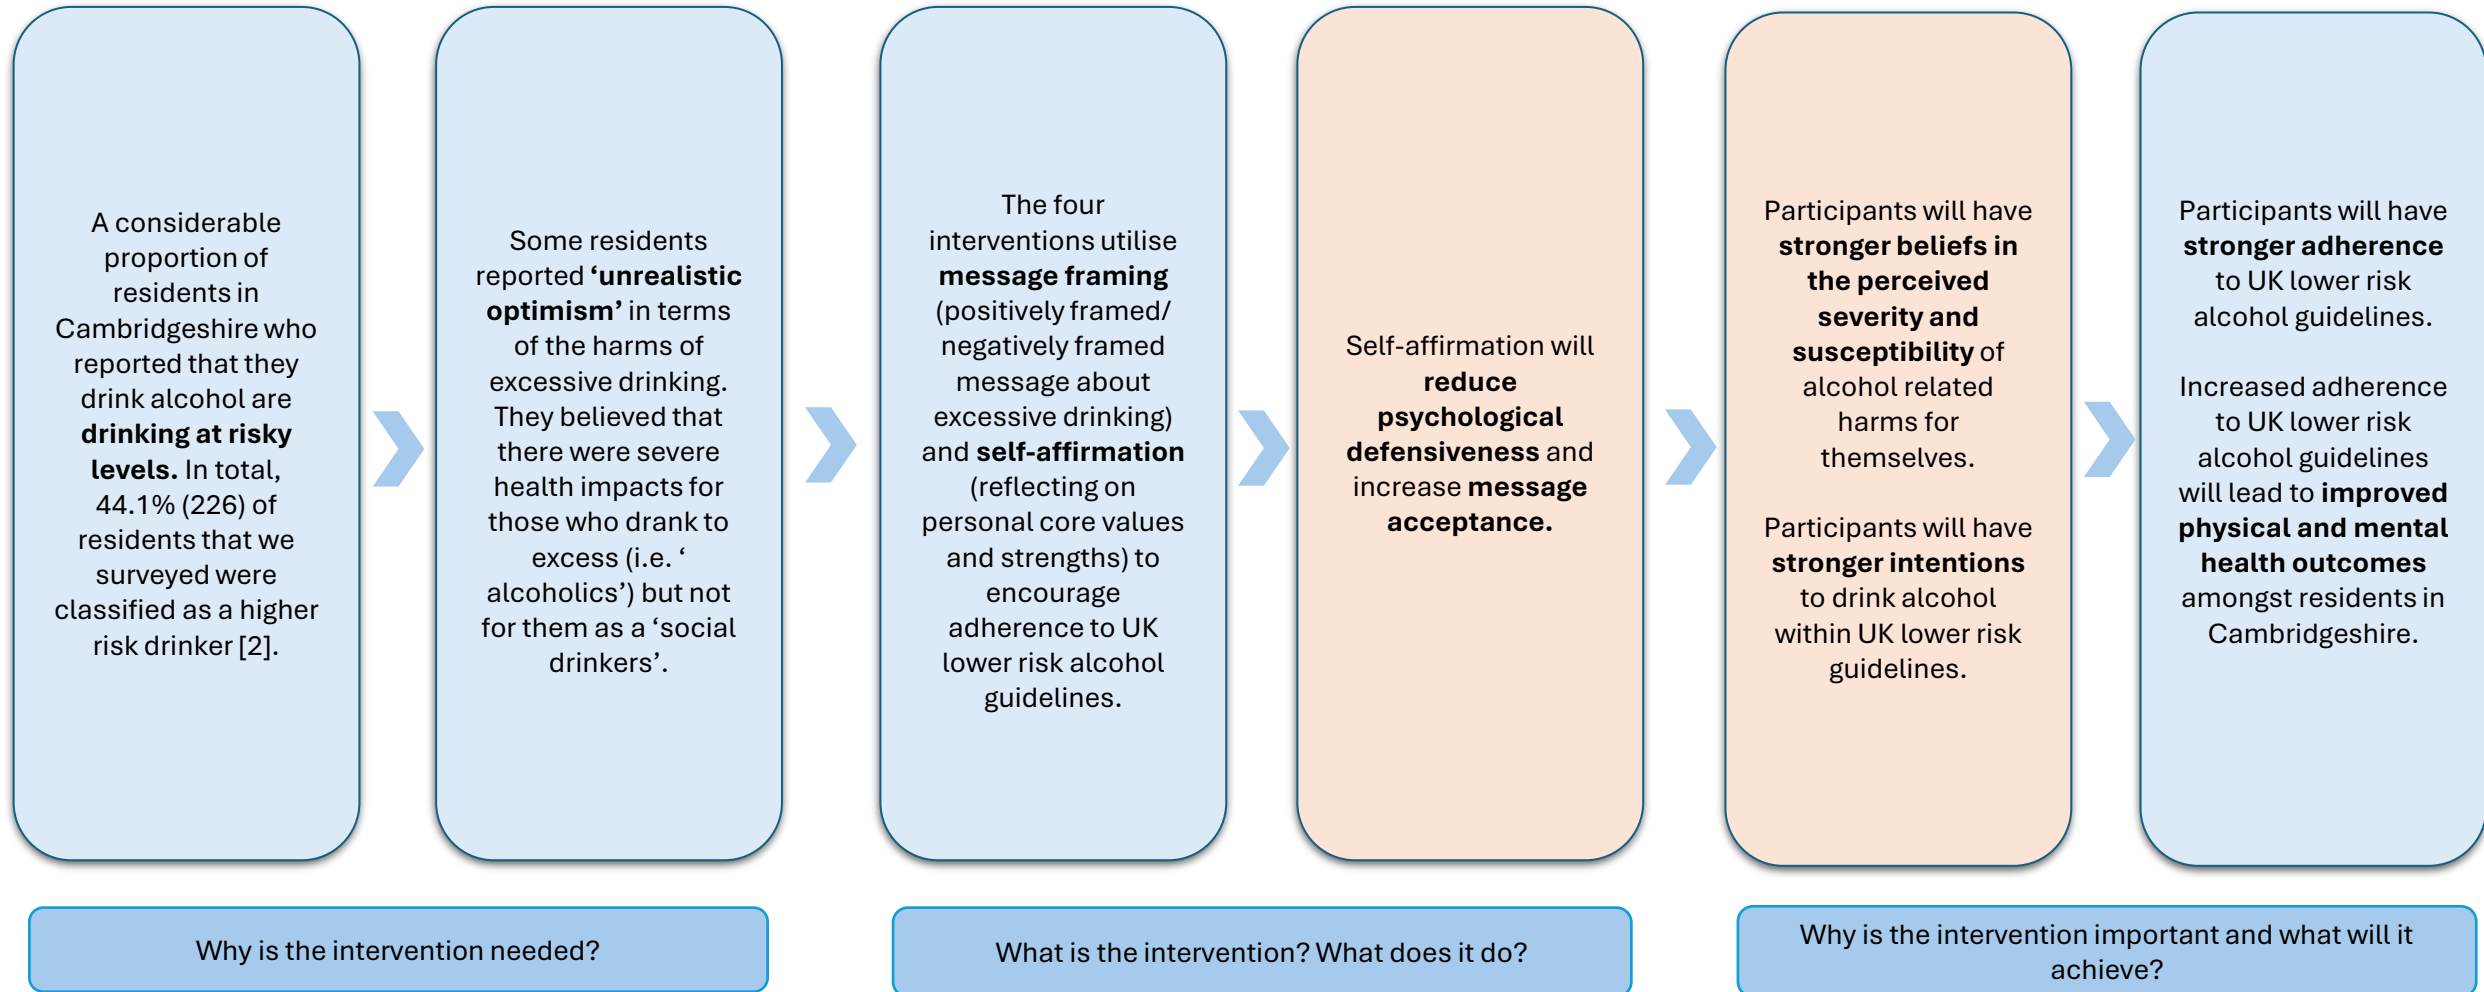 A considerable
proportion of
residents in
Cambridgeshire who
reported that they
drink alcohol are
drinking at risky
levels. In total,
44.1% (226) of
residents that we
surveyed were
classified as a higher
risk drinker [2].
Some residents
reported ‘unrealistic
optimism’ in terms
of the harms of
excessive drinking.
They believed that
there were severe
health impacts for
those who drank to
excess (i.e. ‘
alcoholics’) but not
for them as a ‘social
drinkers’.
The four
interventions utilise
message framing
(positively framed/
negatively framed
message about
excessive drinking)
and self-affirmation
(reflecting on
personal core values
and strengths) to
encourage
adherence to UK
lower risk alcohol
guidelines.
Self-affirmation will
reduce
psychological
defensiveness and
increase message
acceptance.
Participants will have
stronger beliefs in
the perceived
severity and
susceptibility of
alcohol related
harms for
themselves.
Participants will have
stronger intentions
to drink alcohol
within UK lower risk
guidelines.
Participants will have
stronger adherence
to UK lower risk
alcohol guidelines.
Increased adherence
to UK lower risk
alcohol guidelines
will lead to improved
physical and mental
health outcomes
amongst residents in
Cambridgeshire.
Why is the intervention needed?
What is the intervention? What does it do?
Why is the intervention important and what will it
achieve?